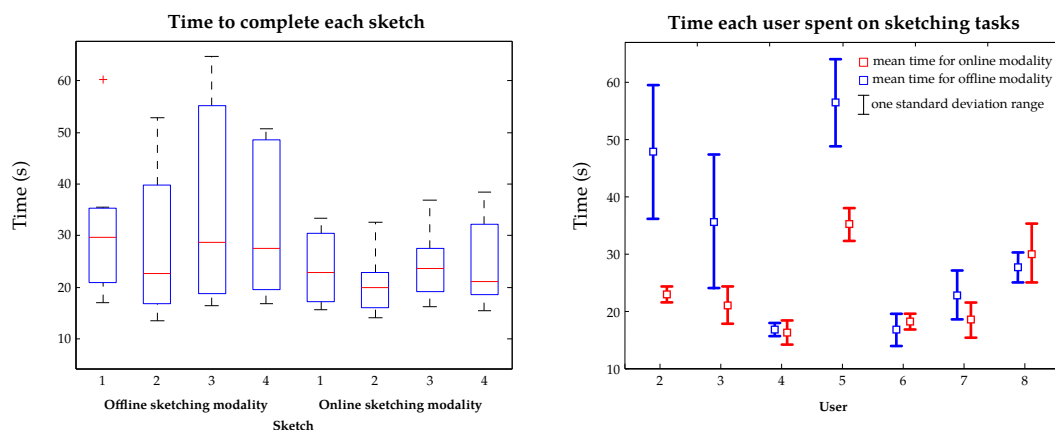 Time to complete each sketch
Time (s)
60
50
40
30
20
10
1 2 3 4 1 2 3 4
Offline sketching modality Online sketching modality
Sketch
Time each user spent on sketching tasks
mean time for online modality
mean time for offline modality
one standard deviation range
Time (s)
60
50
40
30
20
10
2 3 4 5 6 7 8
User